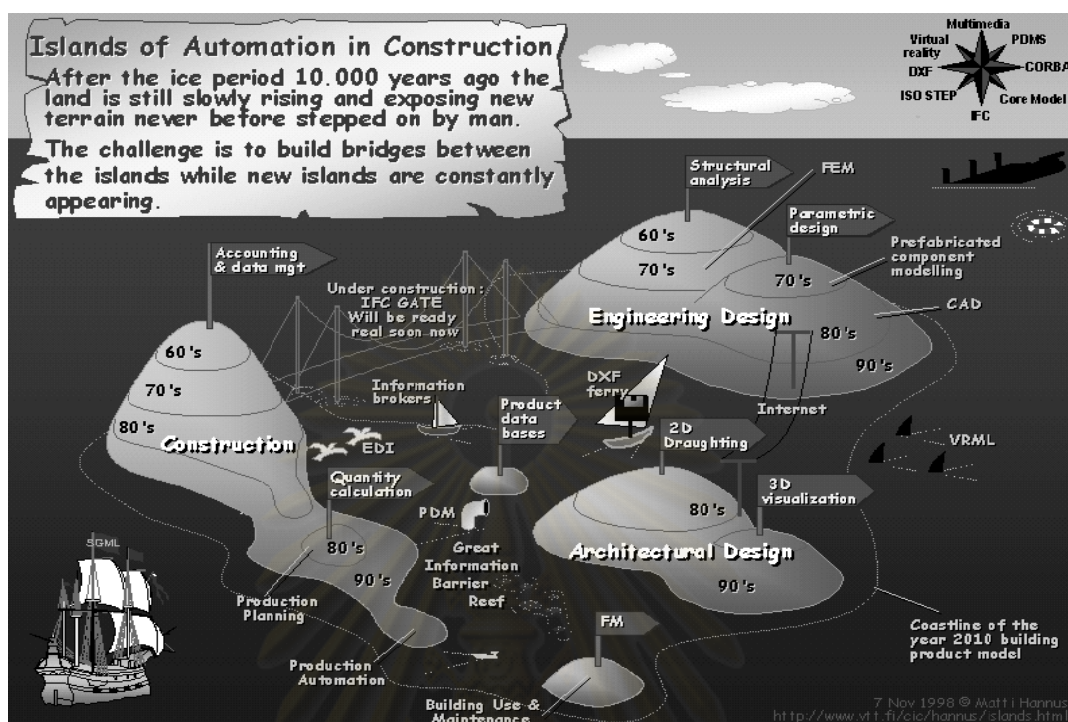 Islands of Automation in Construction
After the ice period 10.000 years ago the
land is still slowly rising and exposing new
terrain never before stepped on by man.
The challenge is to build bridges between
the islands while new islands are constantly
appearing.
Multimedia
Virtual
reality
PDMS
DXF
CORBA
ISO STEP
Core Model
IFC
Structural
analysis
FEM
Parametric
design
Prefabricated
component
modelling
CAD
60's
70's
70's
Engineering Design
80's
90's
Accounting
& data mgt
Under construction:
IFC GATE
Will be ready
real soon now
60's
70's
80's
Construction
Information
brokers
EDI
Product
data
bases
DXF
ferry
Internet
VRML
2D
Draughting
3D
visualization
80's
Architectural Design
90's
Quantity
calculation
PDM
80's
90's
Great
Information
Barrier
Reef
SGML
Production
Planning
Production
Automation
FM
Building Use &
Maintenance
Coastline of the
year 2010 building
product model
7 Nov 1998 © Matti Hannus
http://www.vtt.fi/cic/hannus/islands.html